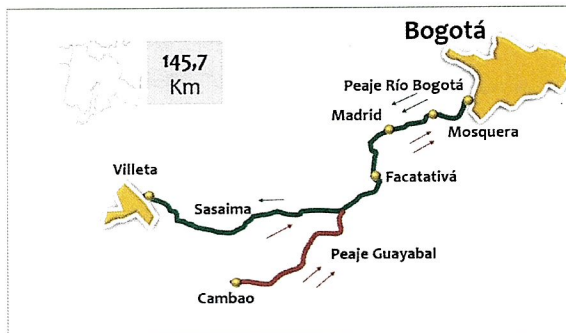 Bogotá
145,7
Km
Peaje Río Bogotá
Madrid
Mosquera
Villeta
Facatativá
Sasaima
Peaje Guayabal
Cambao